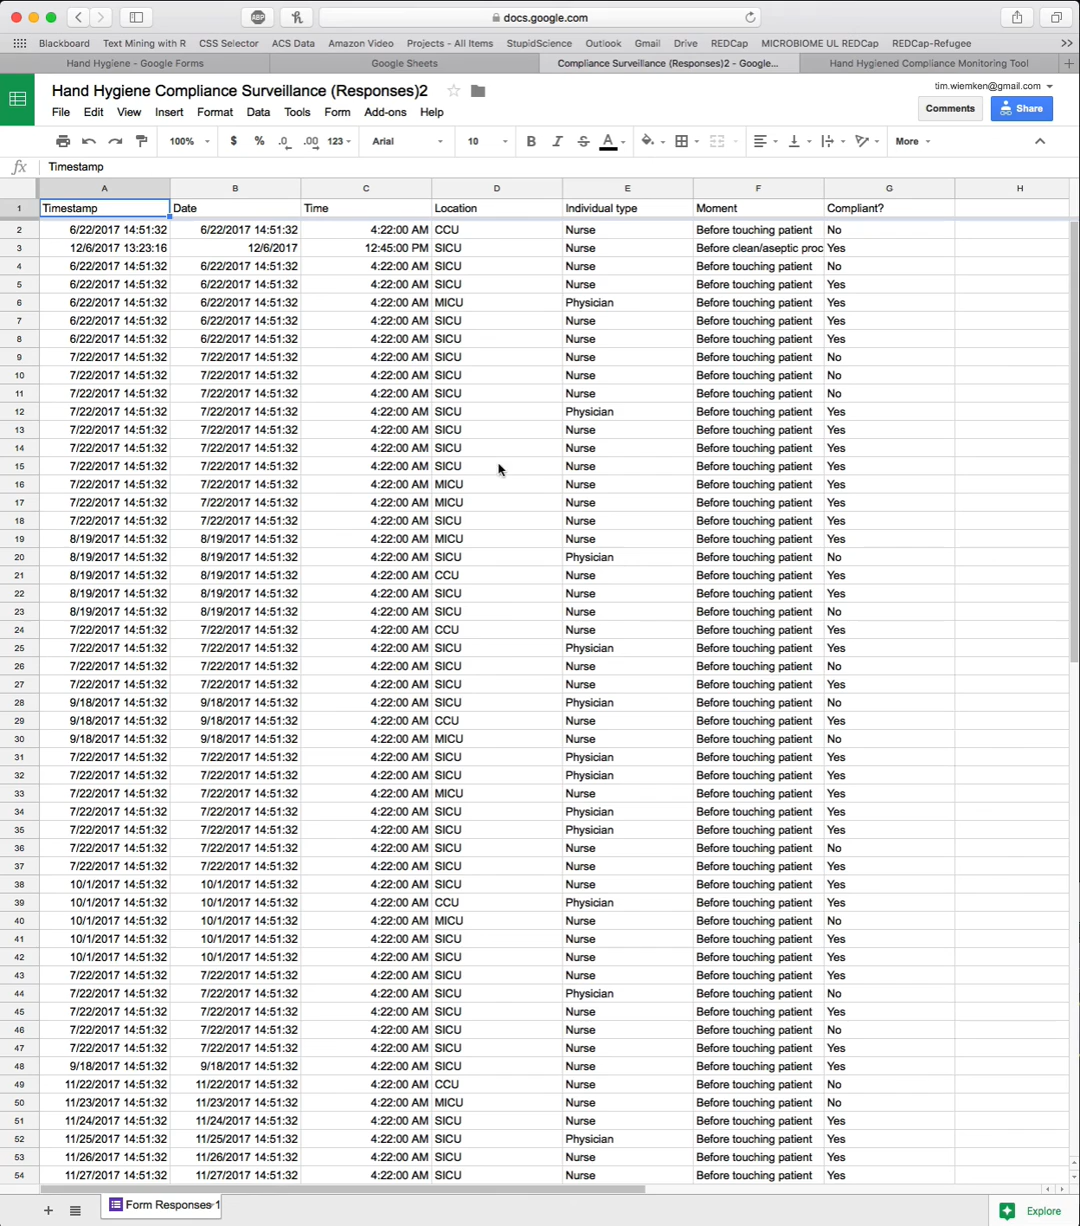 docs.google.com
Blackboard Text Mining with R CSS Selector ACS Data Amazon Video Projects - All Items StupidScience Outlook Gmail Drive REDCap MICROBIOME UL REDCap REDCap-Refugee >>
Hand Hygiene - Google Forms Google Sheets Compliance Surveillance (Responses)2 - Google... Hand Hygiened Compliance Monitoring Tool +
Hand Hygiene Compliance Surveillance (Responses)2 tim.wiemken@gmail.com
File Edit View Insert Format Data Tools Form Add-ons Help Comments Share
100% $ % .0 .00 123 Arial 10 B I S A More
fx Timestamp
A B C D E F G H
1 Timestamp Date Time Location Individual type Moment Compliant?
2 6/22/2017 14:51:32 6/22/2017 14:51:32 4:22:00 AM CCU Nurse Before touching patient No
3 12/6/2017 13:23:16 12/6/2017 12:45:00 PM SICU Nurse Before clean/aseptic proc Yes
4 6/22/2017 14:51:32 6/22/2017 14:51:32 4:22:00 AM SICU Nurse Before touching patient No
5 6/22/2017 14:51:32 6/22/2017 14:51:32 4:22:00 AM SICU Nurse Before touching patient Yes
6 6/22/2017 14:51:32 6/22/2017 14:51:32 4:22:00 AM MICU Physician Before touching patient Yes
7 6/22/2017 14:51:32 6/22/2017 14:51:32 4:22:00 AM SICU Nurse Before touching patient Yes
8 6/22/2017 14:51:32 6/22/2017 14:51:32 4:22:00 AM SICU Nurse Before touching patient Yes
9 7/22/2017 14:51:32 7/22/2017 14:51:32 4:22:00 AM SICU Nurse Before touching patient No
10 7/22/2017 14:51:32 7/22/2017 14:51:32 4:22:00 AM SICU Nurse Before touching patient No
11 7/22/2017 14:51:32 7/22/2017 14:51:32 4:22:00 AM SICU Nurse Before touching patient No
12 7/22/2017 14:51:32 7/22/2017 14:51:32 4:22:00 AM SICU Physician Before touching patient Yes
13 7/22/2017 14:51:32 7/22/2017 14:51:32 4:22:00 AM SICU Nurse Before touching patient Yes
14 7/22/2017 14:51:32 7/22/2017 14:51:32 4:22:00 AM SICU Nurse Before touching patient Yes
15 7/22/2017 14:51:32 7/22/2017 14:51:32 4:22:00 AM SICU Nurse Before touching patient Yes
16 7/22/2017 14:51:32 7/22/2017 14:51:32 4:22:00 AM MICU Nurse Before touching patient Yes
17 7/22/2017 14:51:32 7/22/2017 14:51:32 4:22:00 AM MICU Nurse Before touching patient Yes
18 7/22/2017 14:51:32 7/22/2017 14:51:32 4:22:00 AM SICU Nurse Before touching patient Yes
19 8/19/2017 14:51:32 8/19/2017 14:51:32 4:22:00 AM MICU Nurse Before touching patient Yes
20 8/19/2017 14:51:32 8/19/2017 14:51:32 4:22:00 AM SICU Physician Before touching patient No
21 8/19/2017 14:51:32 8/19/2017 14:51:32 4:22:00 AM CCU Nurse Before touching patient Yes
22 8/19/2017 14:51:32 8/19/2017 14:51:32 4:22:00 AM SICU Nurse Before touching patient Yes
23 8/19/2017 14:51:32 8/19/2017 14:51:32 4:22:00 AM SICU Nurse Before touching patient No
24 7/22/2017 14:51:32 7/22/2017 14:51:32 4:22:00 AM CCU Nurse Before touching patient Yes
25 7/22/2017 14:51:32 7/22/2017 14:51:32 4:22:00 AM SICU Physician Before touching patient Yes
26 7/22/2017 14:51:32 7/22/2017 14:51:32 4:22:00 AM SICU Nurse Before touching patient No
27 7/22/2017 14:51:32 7/22/2017 14:51:32 4:22:00 AM SICU Nurse Before touching patient Yes
28 9/18/2017 14:51:32 9/18/2017 14:51:32 4:22:00 AM SICU Physician Before touching patient No
29 9/18/2017 14:51:32 9/18/2017 14:51:32 4:22:00 AM CCU Nurse Before touching patient Yes
30 9/18/2017 14:51:32 9/18/2017 14:51:32 4:22:00 AM MICU Nurse Before touching patient No
31 7/22/2017 14:51:32 7/22/2017 14:51:32 4:22:00 AM SICU Physician Before touching patient Yes
32 7/22/2017 14:51:32 7/22/2017 14:51:32 4:22:00 AM SICU Physician Before touching patient Yes
33 7/22/2017 14:51:32 7/22/2017 14:51:32 4:22:00 AM MICU Nurse Before touching patient Yes
34 7/22/2017 14:51:32 7/22/2017 14:51:32 4:22:00 AM SICU Physician Before touching patient Yes
35 7/22/2017 14:51:32 7/22/2017 14:51:32 4:22:00 AM SICU Physician Before touching patient Yes
36 7/22/2017 14:51:32 7/22/2017 14:51:32 4:22:00 AM SICU Nurse Before touching patient No
37 7/22/2017 14:51:32 7/22/2017 14:51:32 4:22:00 AM SICU Nurse Before touching patient Yes
38 10/1/2017 14:51:32 10/1/2017 14:51:32 4:22:00 AM SICU Nurse Before touching patient Yes
39 10/1/2017 14:51:32 10/1/2017 14:51:32 4:22:00 AM CCU Physician Before touching patient Yes
40 10/1/2017 14:51:32 10/1/2017 14:51:32 4:22:00 AM MICU Nurse Before touching patient No
41 10/1/2017 14:51:32 10/1/2017 14:51:32 4:22:00 AM SICU Nurse Before touching patient Yes
42 10/1/2017 14:51:32 10/1/2017 14:51:32 4:22:00 AM SICU Nurse Before touching patient Yes
43 7/22/2017 14:51:32 7/22/2017 14:51:32 4:22:00 AM SICU Nurse Before touching patient Yes
44 7/22/2017 14:51:32 7/22/2017 14:51:32 4:22:00 AM SICU Physician Before touching patient No
45 7/22/2017 14:51:32 7/22/2017 14:51:32 4:22:00 AM SICU Nurse Before touching patient Yes
46 7/22/2017 14:51:32 7/22/2017 14:51:32 4:22:00 AM SICU Nurse Before touching patient No
47 7/22/2017 14:51:32 7/22/2017 14:51:32 4:22:00 AM SICU Nurse Before touching patient Yes
48 9/18/2017 14:51:32 9/18/2017 14:51:32 4:22:00 AM SICU Nurse Before touching patient Yes
49 11/22/2017 14:51:32 11/22/2017 14:51:32 4:22:00 AM CCU Nurse Before touching patient No
50 11/23/2017 14:51:32 11/23/2017 14:51:32 4:22:00 AM MICU Nurse Before touching patient No
51 11/24/2017 14:51:32 11/24/2017 14:51:32 4:22:00 AM SICU Nurse Before touching patient Yes
52 11/25/2017 14:51:32 11/25/2017 14:51:32 4:22:00 AM SICU Physician Before touching patient Yes
53 11/26/2017 14:51:32 11/26/2017 14:51:32 4:22:00 AM SICU Nurse Before touching patient Yes
54 11/27/2017 14:51:32 11/27/2017 14:51:32 4:22:00 AM SICU Nurse Before touching patient Yes
+ Form Responses 1 Explore